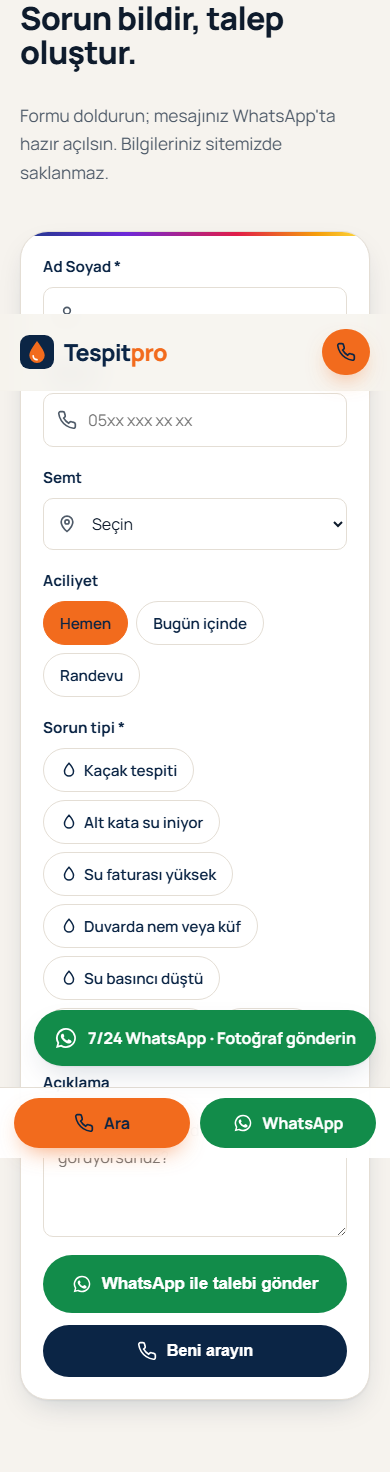 Sorun bildir, talep
oluştur.
Formu doldurun; mesajınız WhatsApp'ta
hazır açılsın. Bilgileriniz sitemizde
saklanmaz.
Ad Soyad *
Tespitpro
05xx xxx xx xx
Semt
Seçin
Aciliyet
Hemen
Bugün içinde
Randevu
Sorun tipi *
Kaçak tespiti
Alt kata su iniyor
Su faturası yüksek
Duvarda nem veya küf
Su basıncı düştü
7/24 WhatsApp · Fotoğraf gönderin
Açıklama
Ara
WhatsApp
görüyorsunuz?
WhatsApp ile talebi gönder
Beni arayın